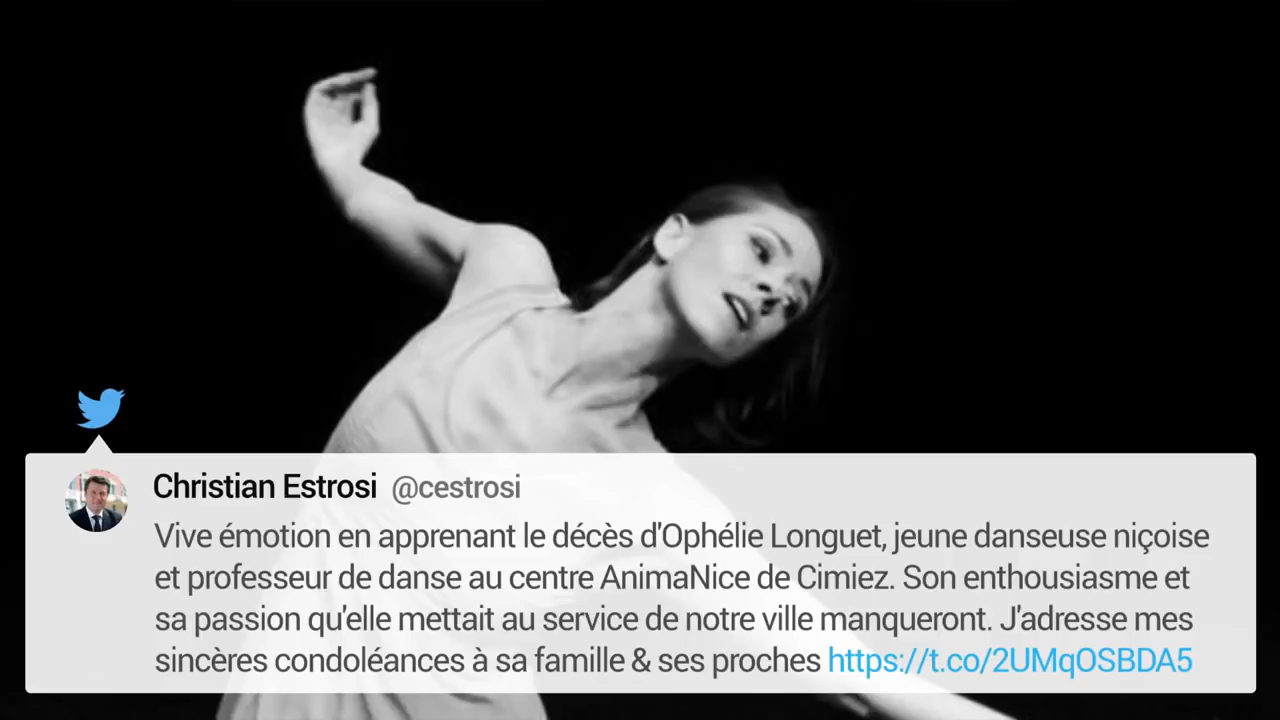 Christian Estrosi @cestrosi
Vive émotion en apprenant le décès d'Ophélie Longuet, jeune danseuse niçoise
et professeur de danse au centre AnimaNice de Cimiez. Son enthousiasme et
sa passion qu'elle mettait au service de notre ville manqueront. J'adresse mes
sincères condoléances à sa famille & ses proches https://t.co/2UMqOSBDA5